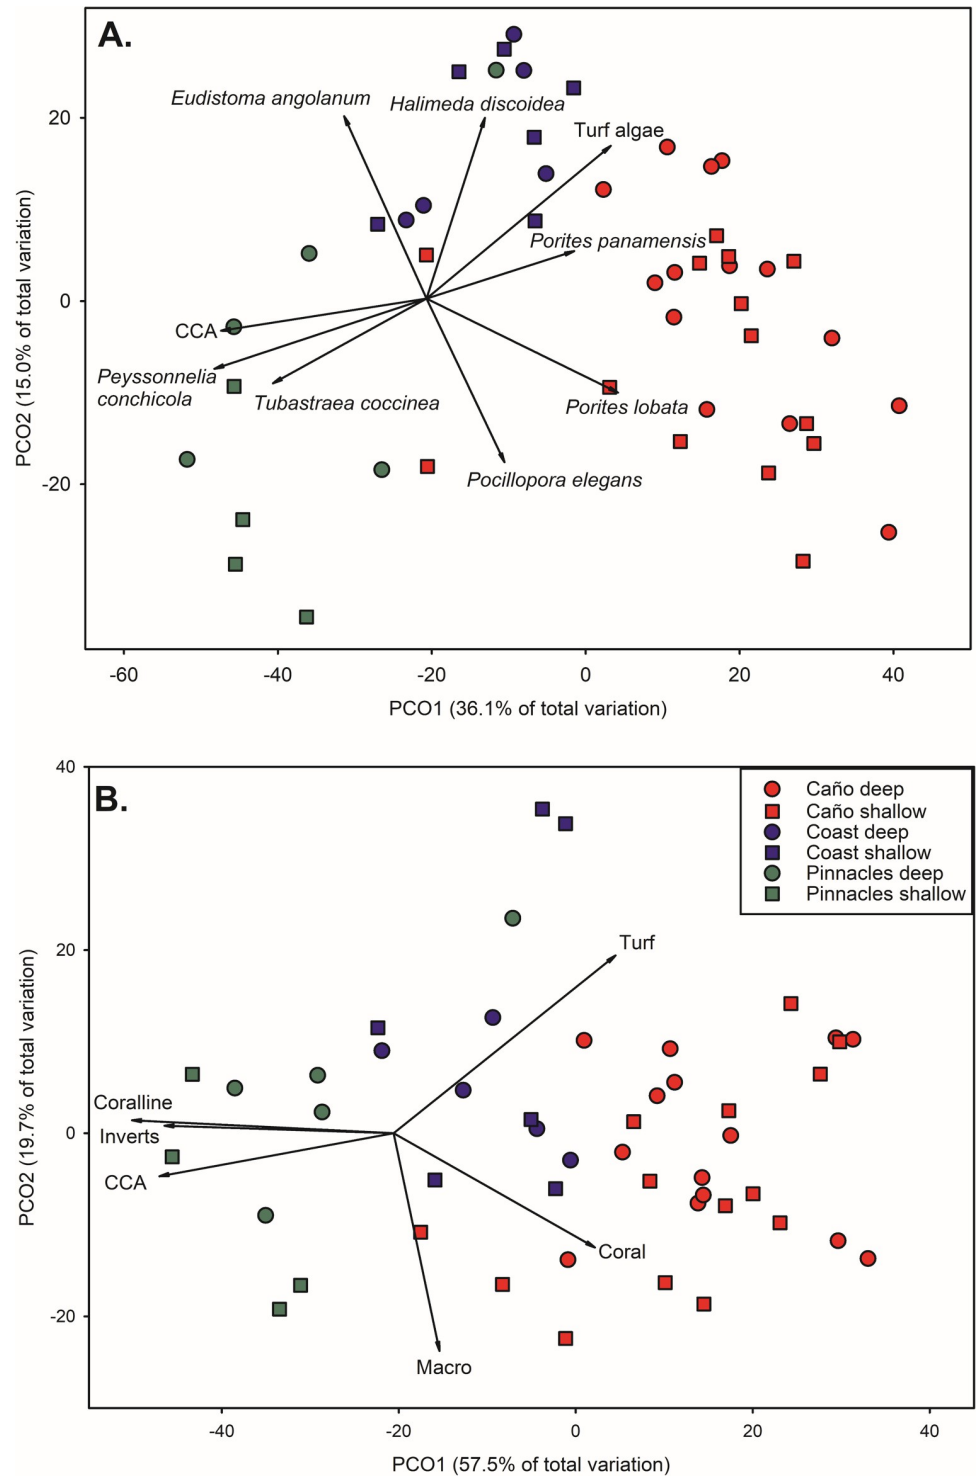 A.
Eudistoma angolanum
Halimeda discoidea
Turf algae
Porites panamensis
CCA
Peyssonnelia
conchicola
Tubastraea coccinea
Porites lobata
Pocillopora elegans
20
0
-20
PCO2 (15.0% of total variation)
-60 -40 -20 0 20 40
PCO1 (36.1% of total variation)
B.
Caño deep
Caño shallow
Coast deep
Coast shallow
Pinnacles deep
Pinnacles shallow
Turf
Coralline
Inverts
CCA
Coral
Macro
40
20
0
-20
PCO2 (19.7% of total variation)
-40 -20 0 20 40
PCO1 (57.5% of total variation)